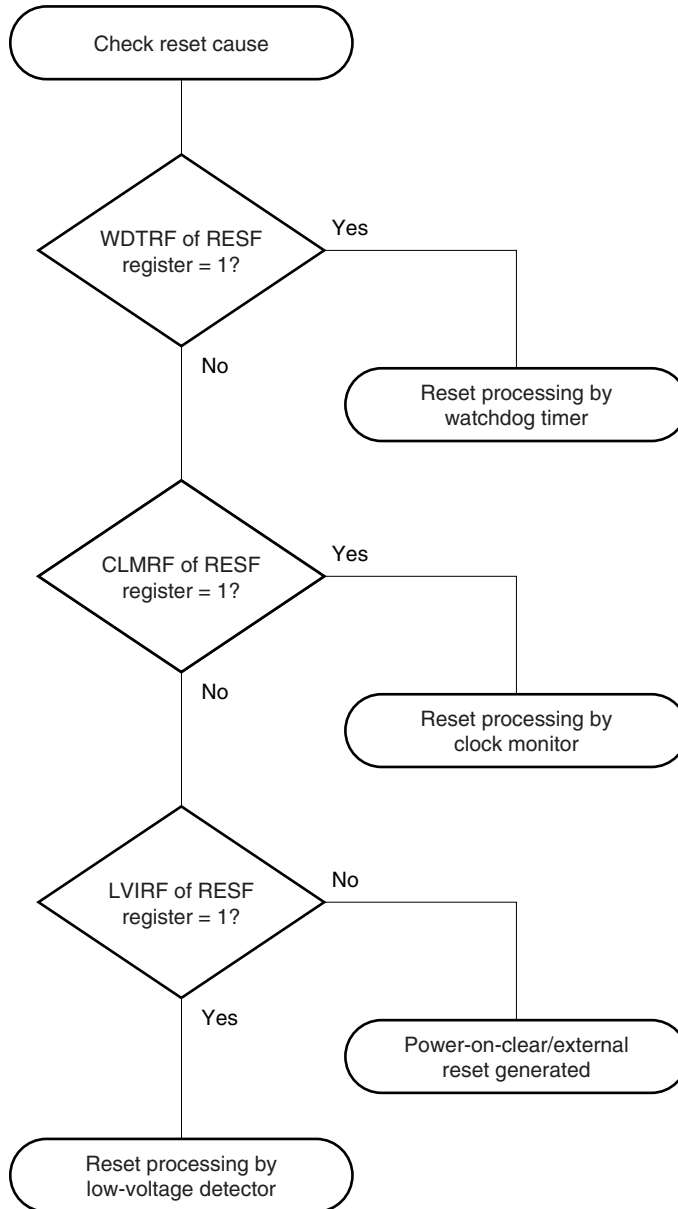 Check reset cause
WDTRF of RESF
register = 1?
Yes
No
Reset processing by
watchdog timer
CLMRF of RESF
register = 1?
Yes
No
Reset processing by
clock monitor
LVIRF of RESF
register = 1?
No
Yes
Power-on-clear/external
reset generated
Reset processing by
low-voltage detector